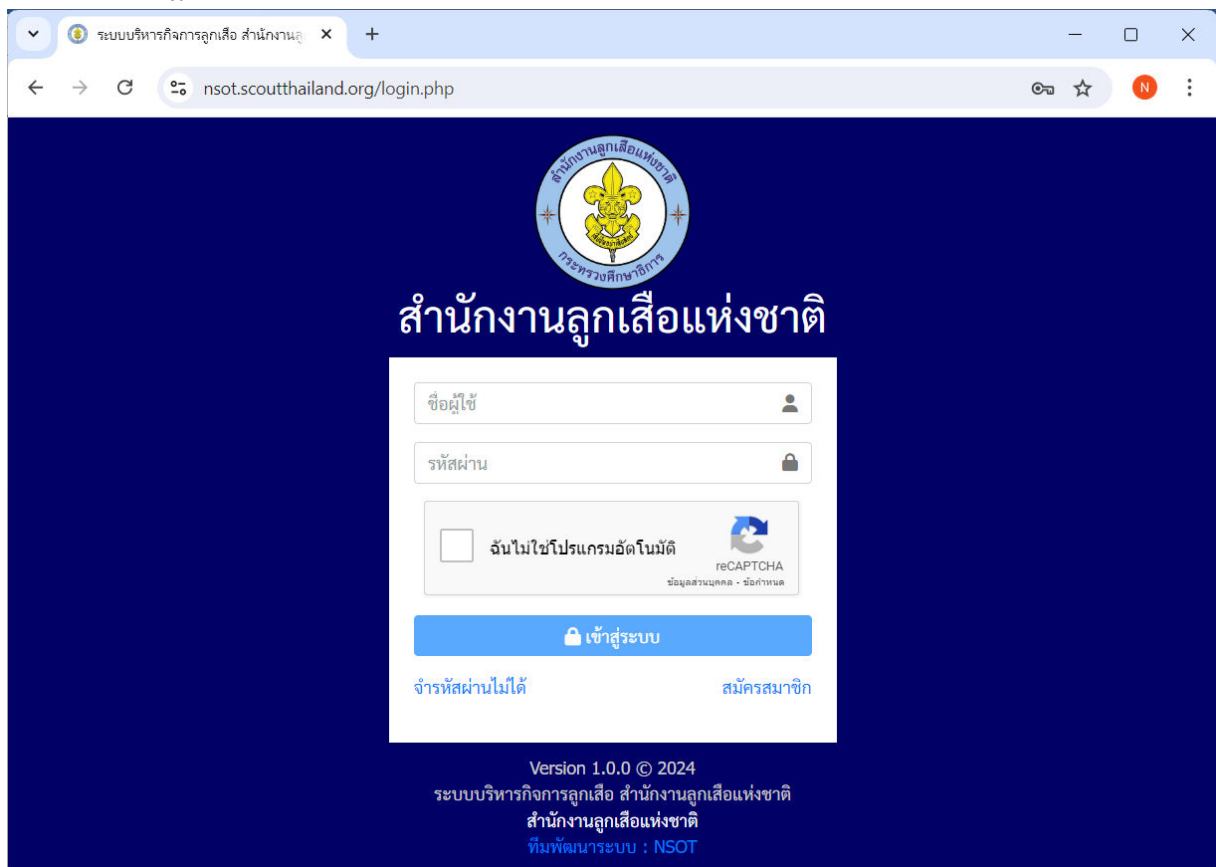 ระบบบริหารกิจการลูกเสือ สำนักงานลู
nsot.scoutthailand.org/login.php
N
สำนักงานลูกเสือแห่งชาติ
กระทรวงศึกษาธิการ
สำนักงานลูกเสือแห่งชาติ
ชื่อผู้ใช้
รหัสผ่าน
ฉันไม่ใช่โปรแกรมอัตโนมัติ
reCAPTCHA
ข้อมูลส่วนบุคคล - ข้อกำหนด
เข้าสู่ระบบ
จำรหัสผ่านไม่ได้ สมัครสมาชิก
Version 1.0.0 © 2024
ระบบบริหารกิจการลูกเสือ สำนักงานลูกเสือแห่งชาติ
สำนักงานลูกเสือแห่งชาติ
ทีมพัฒนาระบบ : NSOT